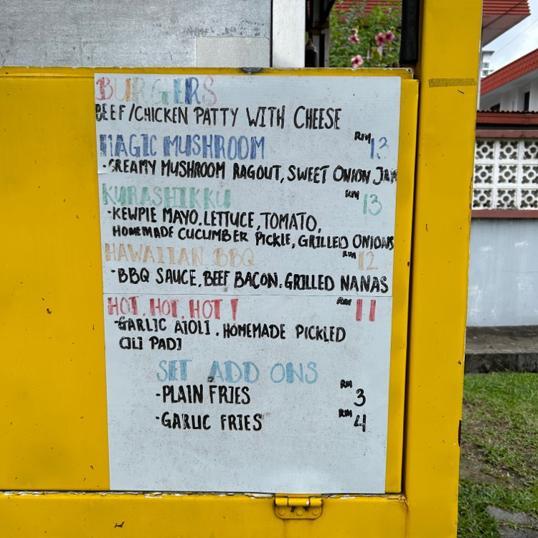 BURGERS
BEEF/CHICKEN PATTY WITH CHEESE
MAGIC MUSHROOM RM 13
-CREAMY MUSHROOM RAGOUT, SWEET ONION JAM
KURASHIKKU RM 13
-KEWPIE MAYO, LETTUCE, TOMATO,
HOMEMADE CUCUMBER PICKLE, GRILLED ONIONS
HAWAIIAN BBQ RM 12
-BBQ SAUCE, BEEF BACON, GRILLED NANAS
HOT, HOT, HOT! RM 11
-GARLIC AIOLI, HOMEMADE PICKLED
CILI PADI
SET ADD ONS
-PLAIN FRIES RM 3
-GARLIC FRIES RM 4